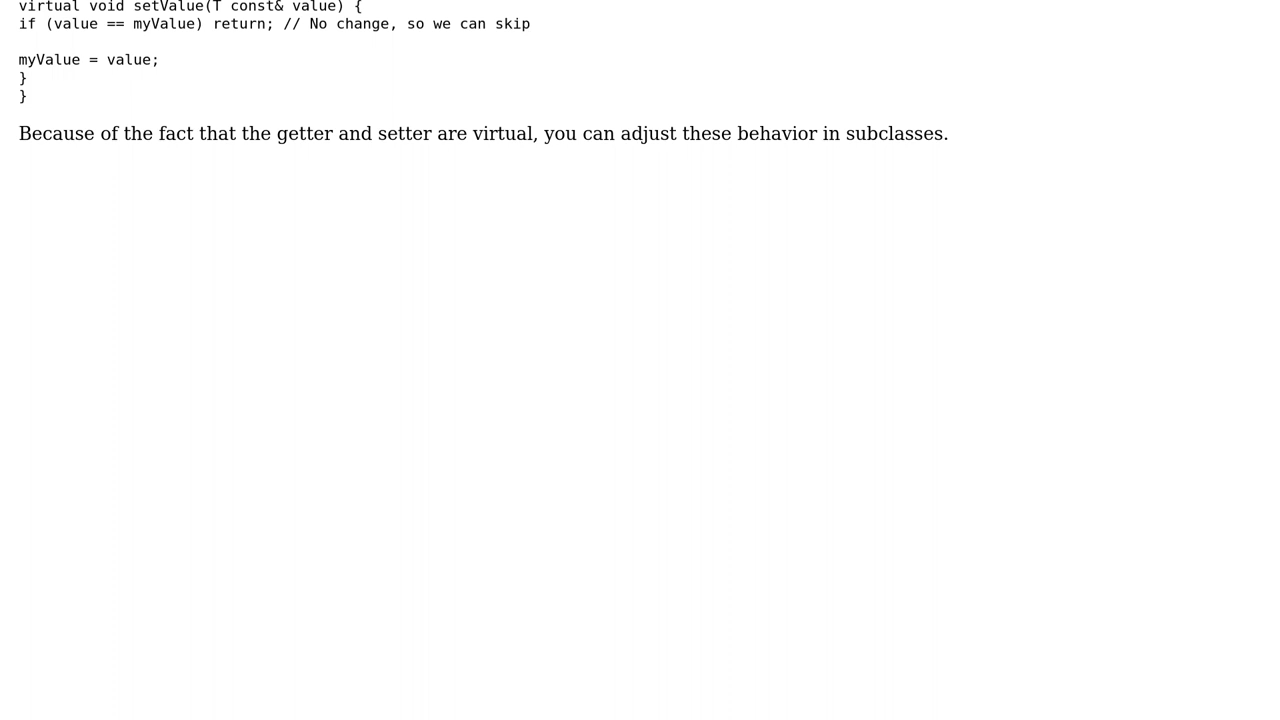 virtual void setValue(T const& value) {
if (value == myValue) return; // No change, so we can skip
myValue = value;
}
}
Because of the fact that the getter and setter are virtual, you can adjust these behavior in subclasses.